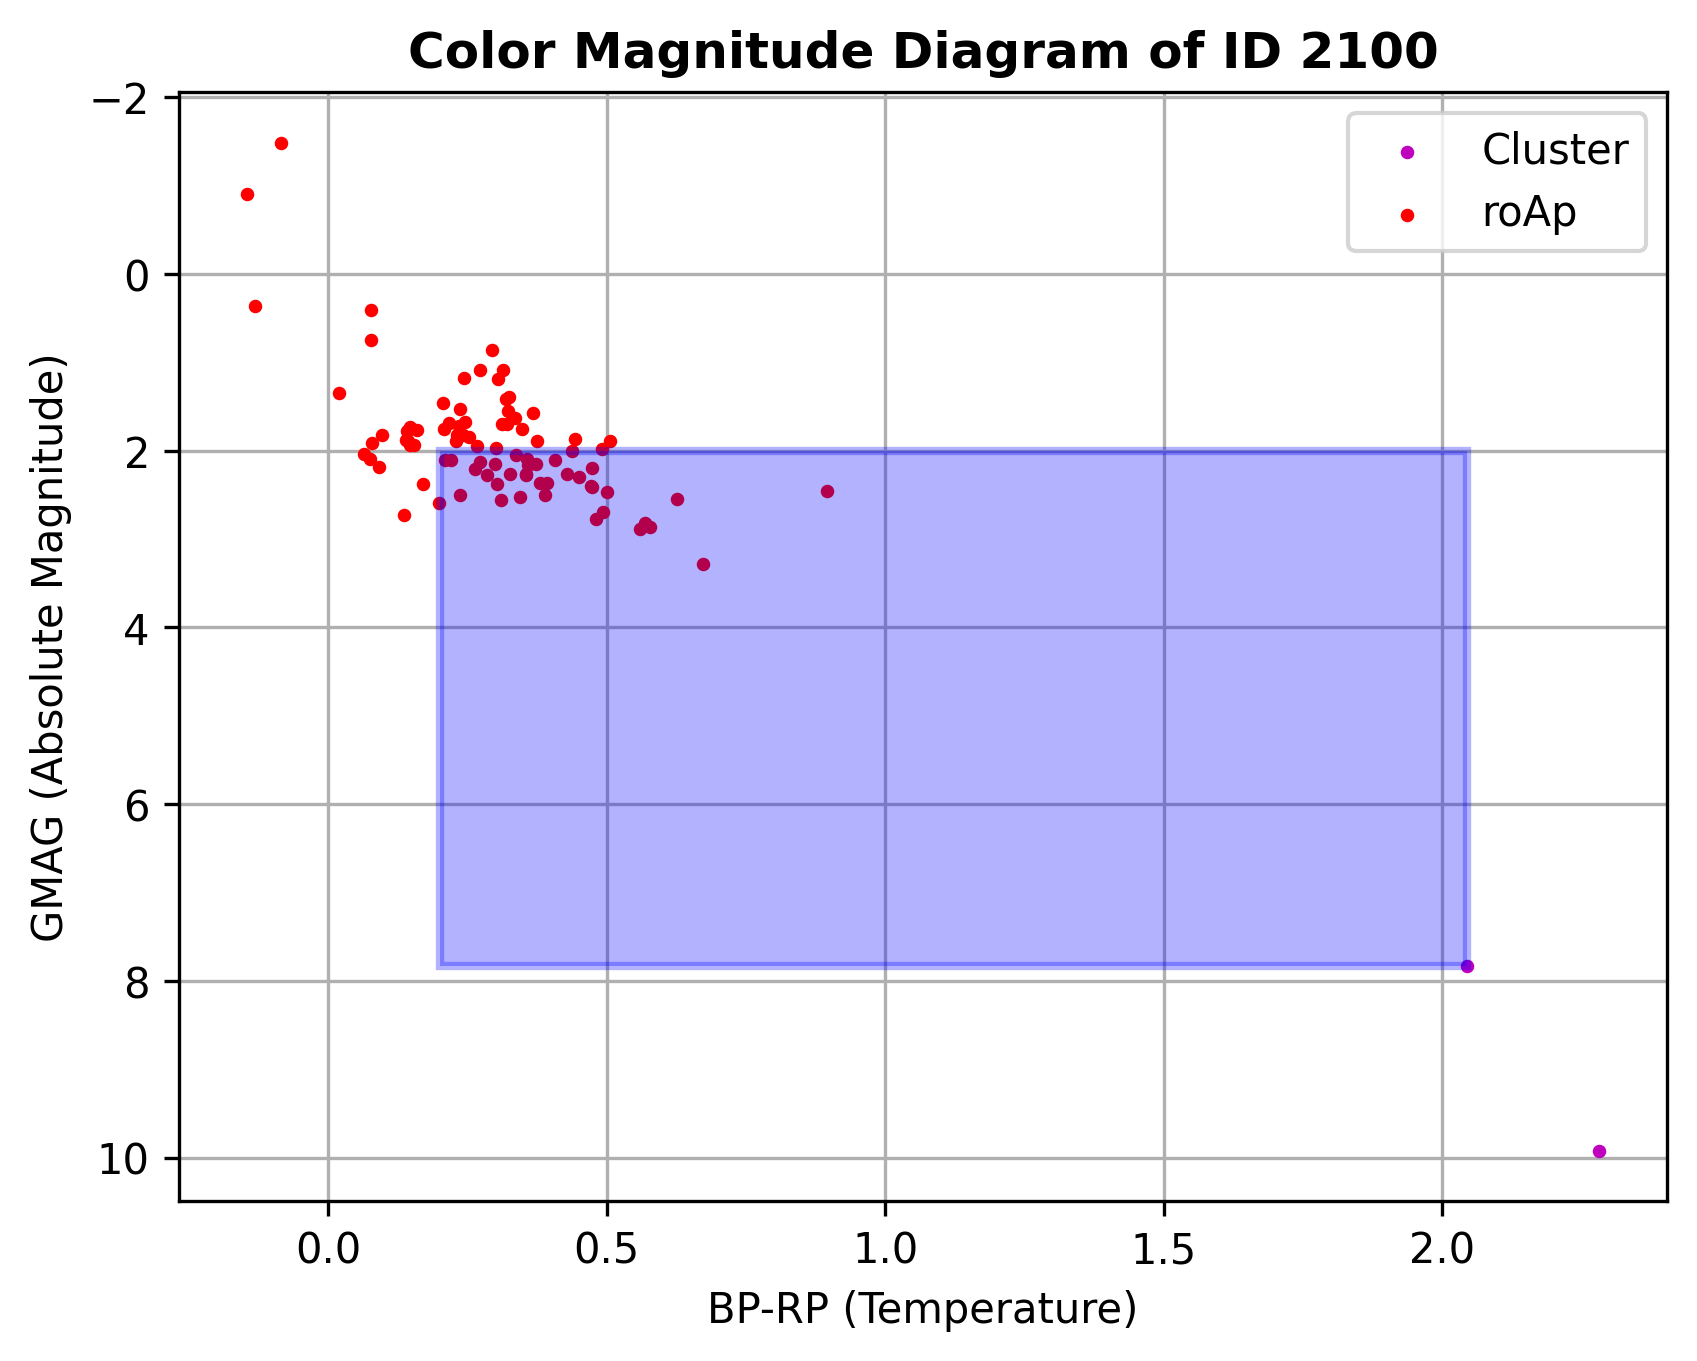 Color Magnitude Diagram of ID 2100
Cluster
roAp
−2
0
2
4
6
8
10
GMAG (Absolute Magnitude)
0.0 0.5 1.0 1.5 2.0
BP-RP (Temperature)